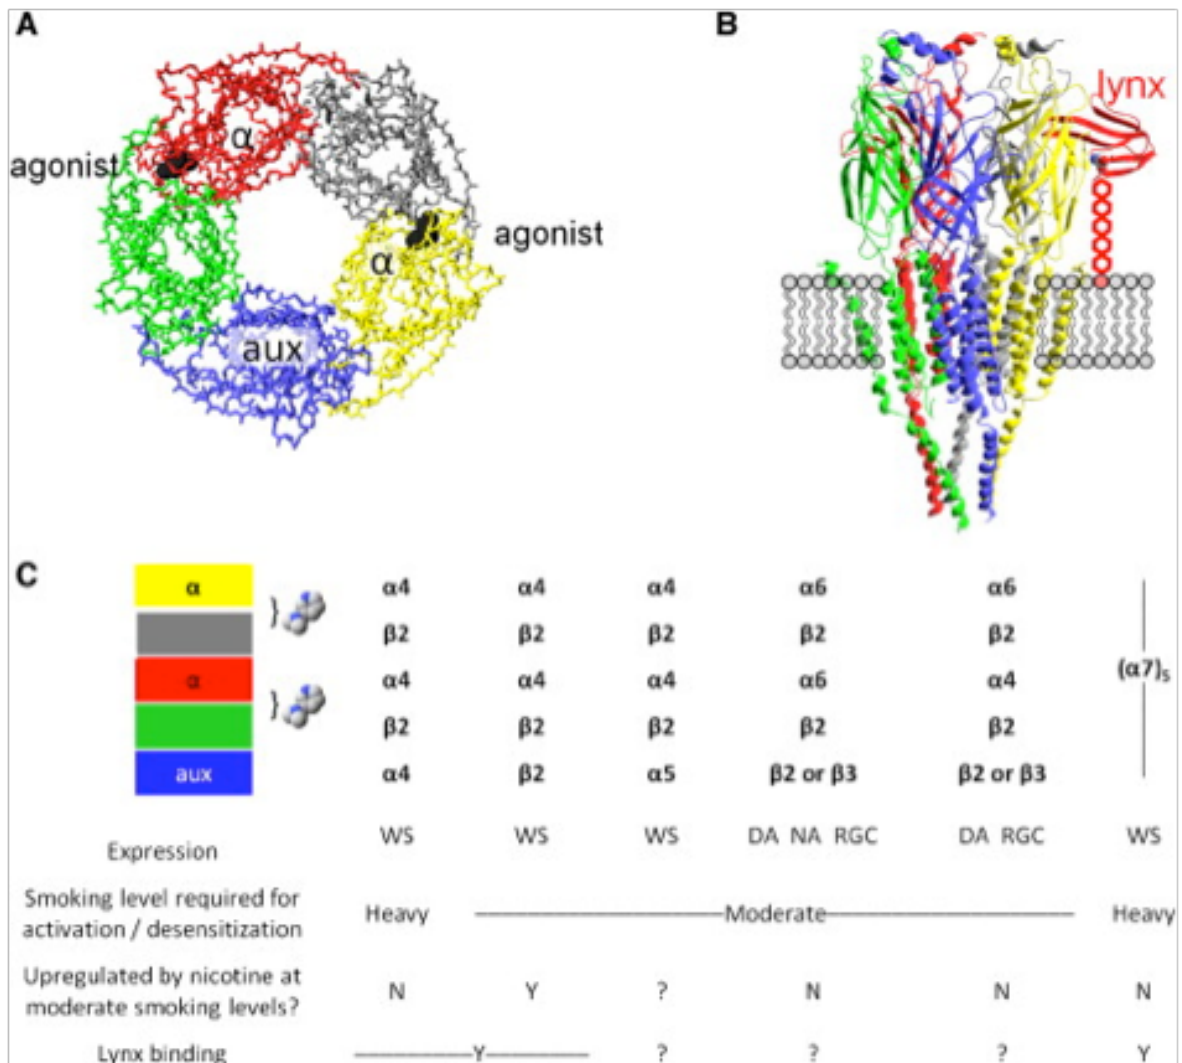 A
B
α
agonist
agonist
α
aux
lynx
C
α α4 α4 α4 α6 α6
β2 β2 β2 β2 β2
α α4 α4 α4 α6 α4 (α7)5
β2 β2 β2 β2 β2
aux α4 β2 α5 β2 or β3 β2 or β3
Expression WS WS WS DA NA RGC DA RGC WS
Smoking level required for
activation / desensitization Heavy Moderate Heavy
Upregulated by nicotine at
moderate smoking levels? N Y ? N N N
Lynx binding Y ? ? ? Y